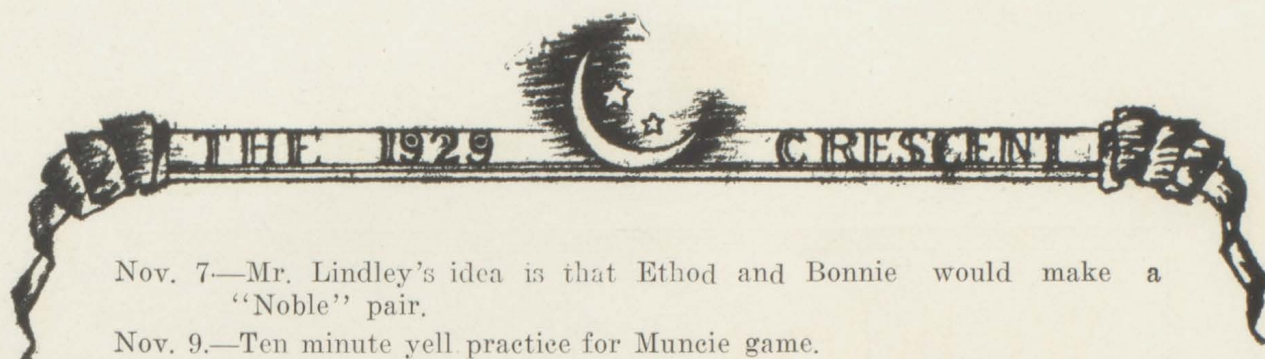 THE 1929 CRESCENT
Nov. 7—Mr. Lindley's idea is that Ethod and Bonnie would make a
"Noble" pair.
Nov. 9.—Ten minute yell practice for Muncie game.